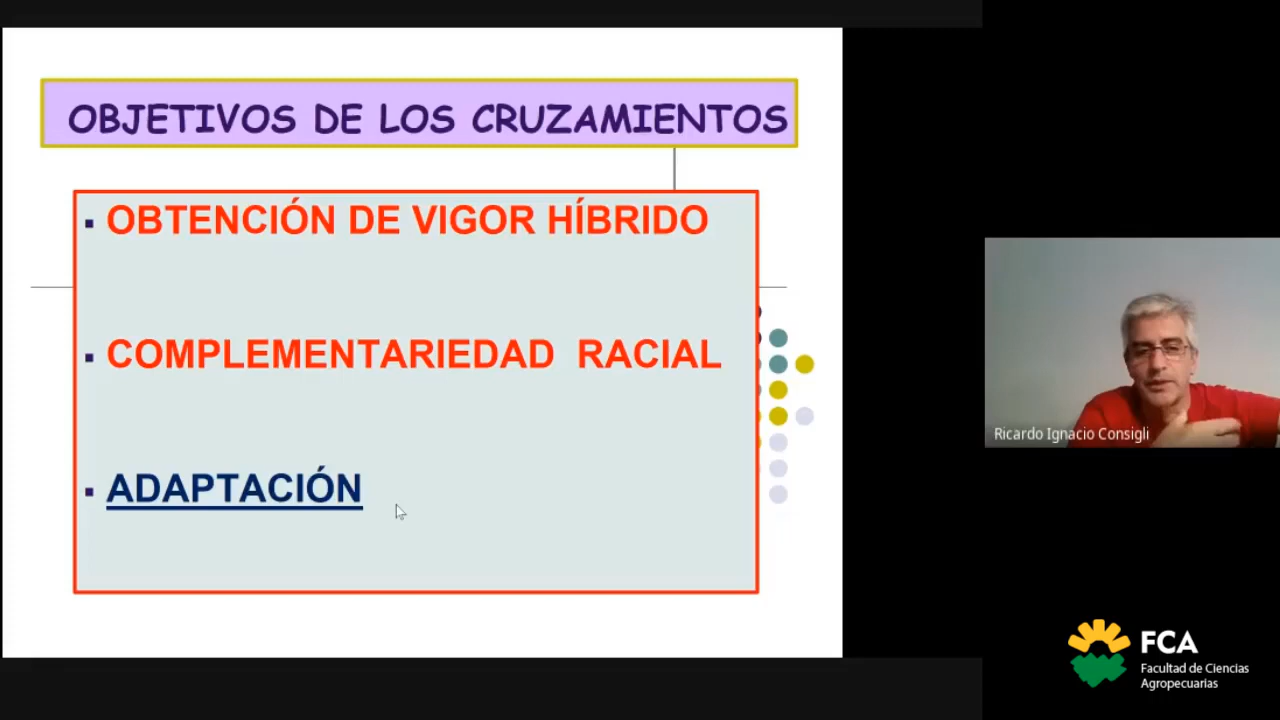 OBJETIVOS DE LOS CRUZAMIENTOS
OBTENCIÓN DE VIGOR HÍBRIDO
COMPLEMENTARIEDAD RACIAL
ADAPTACIÓN
Ricardo Ignacio Consigli
FCA
Facultad de Ciencias
Agropecuarias